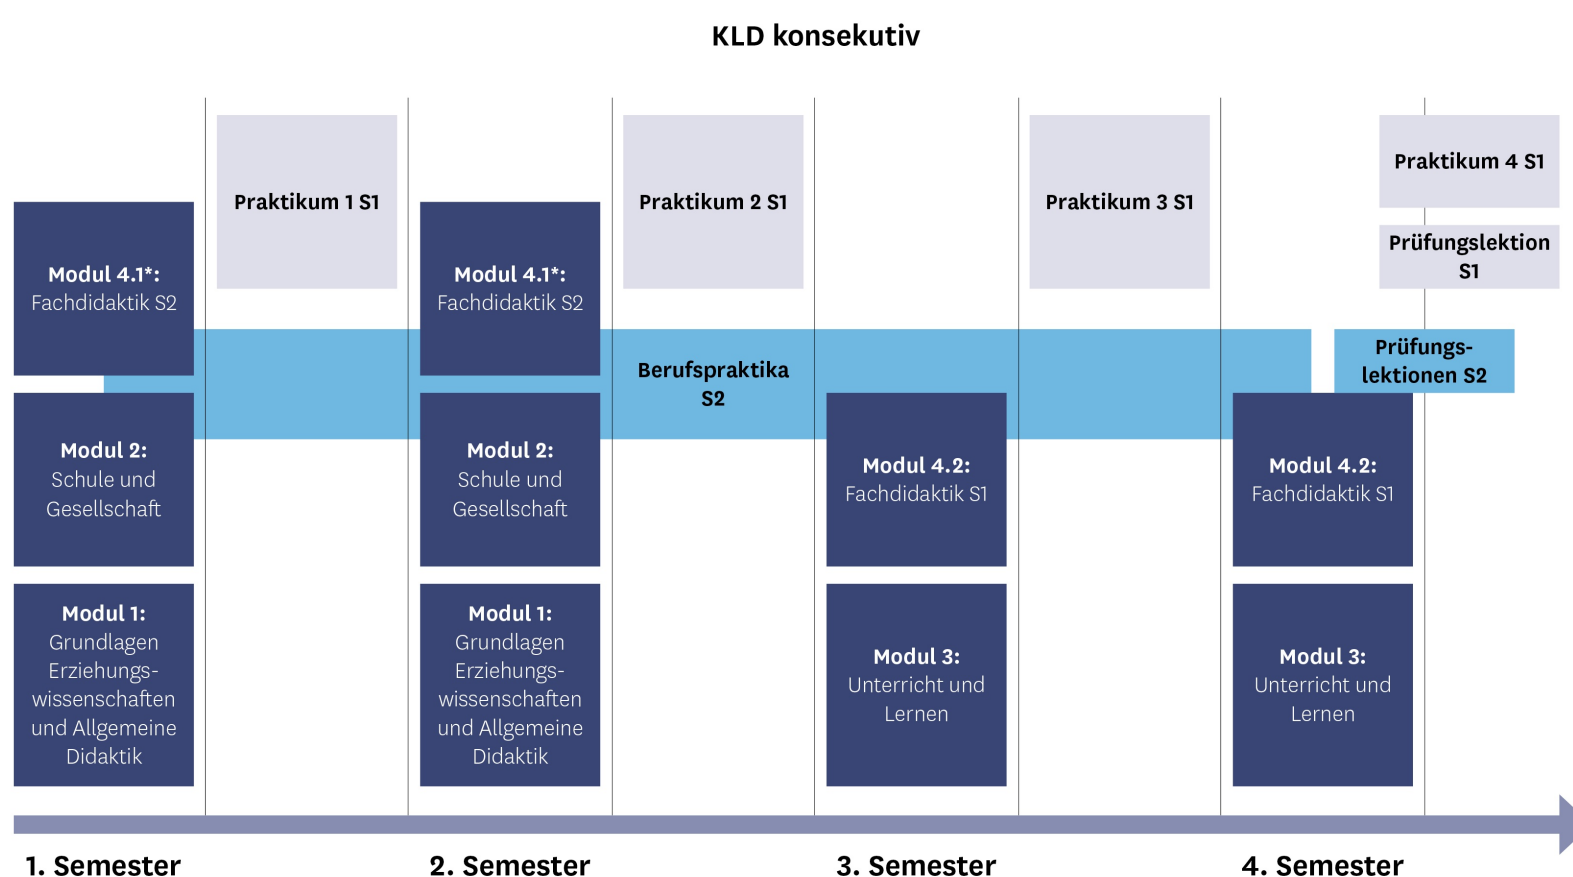 KLD konsekutiv
Praktikum 1 S1
Praktikum 2 S1
Praktikum 3 S1
Praktikum 4 S1
Prüfungslektion
S1
Modul 4.1*:
Fachdidaktik S2
Modul 4.1*:
Fachdidaktik S2
Berufspraktika
S2
Prüfungs-
lektionen S2
Modul 2:
Schule und
Gesellschaft
Modul 2:
Schule und
Gesellschaft
Modul 4.2:
Fachdidaktik S1
Modul 4.2:
Fachdidaktik S1
Modul 1:
Grundlagen
Erziehungs-
wissenschaften
und Allgemeine
Didaktik
Modul 1:
Grundlagen
Erziehungs-
wissenschaften
und Allgemeine
Didaktik
Modul 3:
Unterricht und
Lernen
Modul 3:
Unterricht und
Lernen
1. Semester
2. Semester
3. Semester
4. Semester